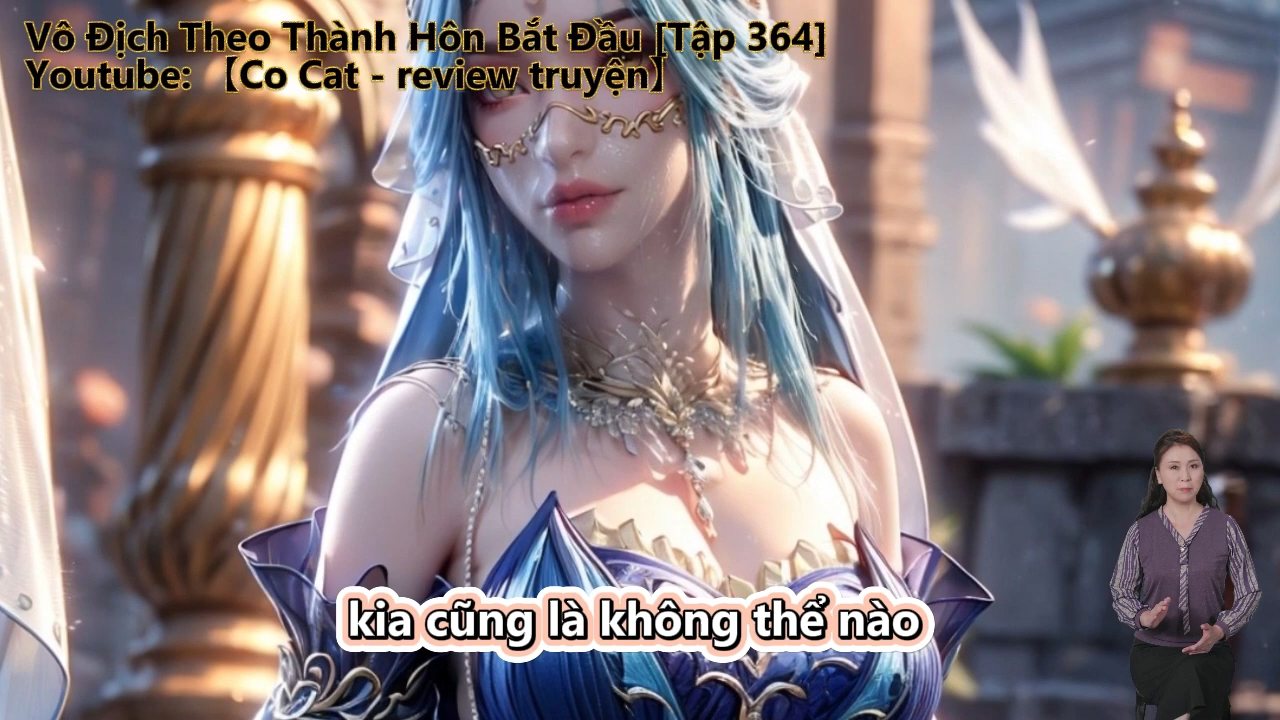 Vô Địch Theo Thành Hôn Bắt Đầu [Tập 364]
Youtube: 【Co Cat - review truyện】
kia cũng là không thể nào